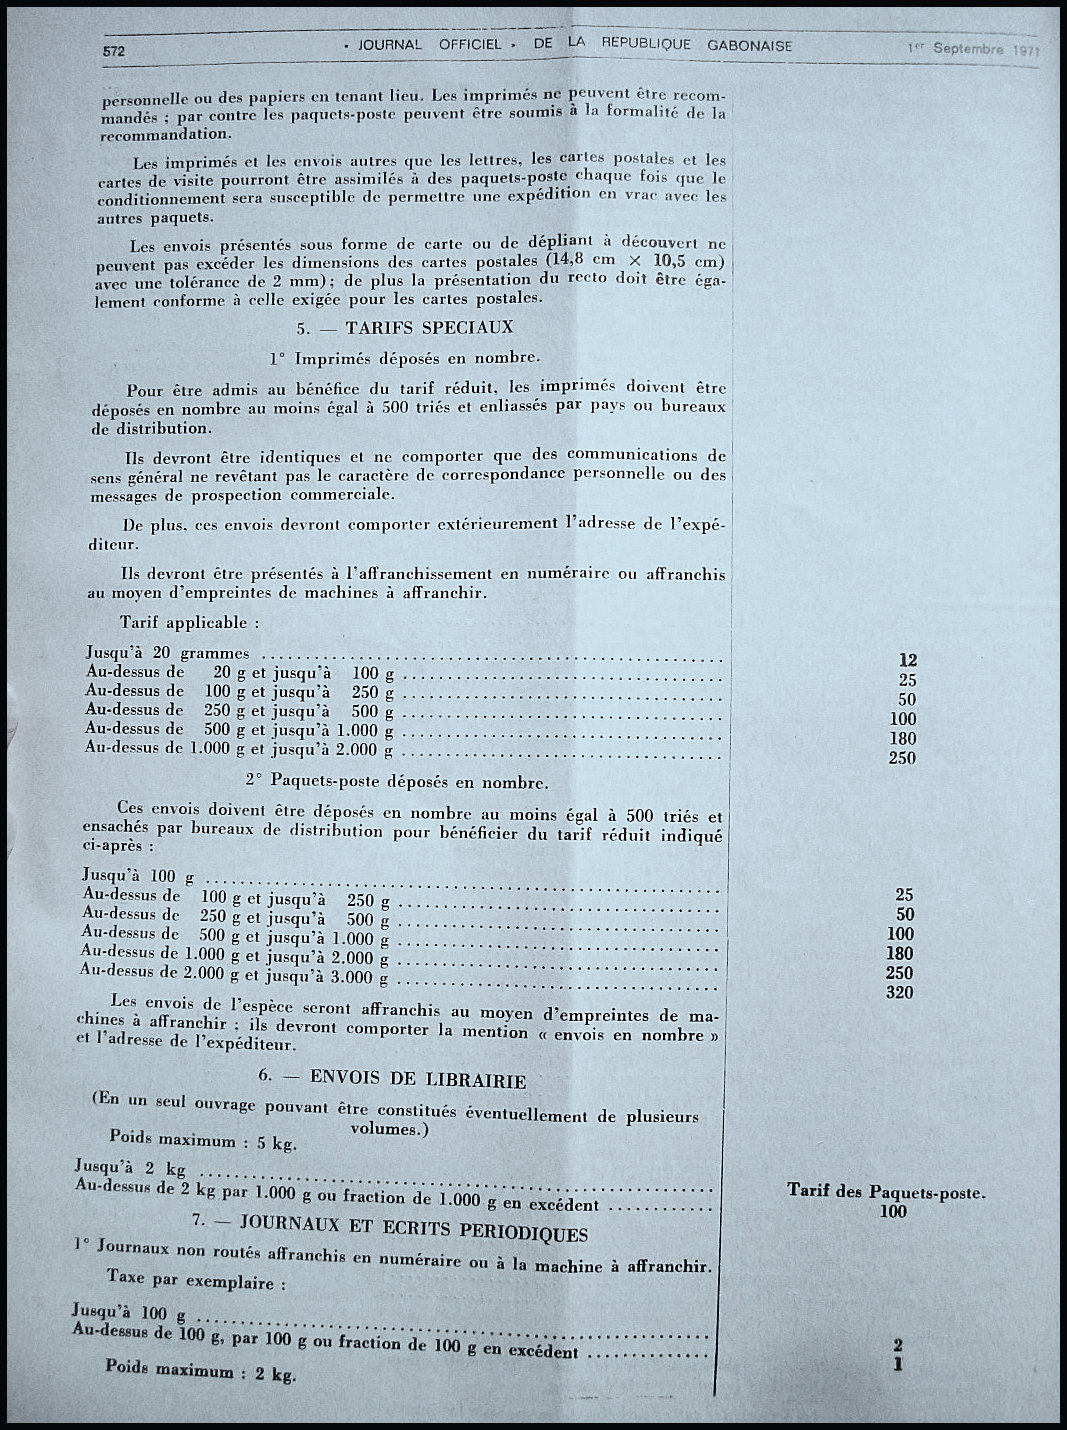 572 • JOURNAL OFFICIEL • DE LA REPUBLIQUE GABONAISE 1er Septembre 1971
personnelle ou des papiers en tenant lieu. Les imprimés ne peuvent être recom-
mandés ; par contre les paquets-poste peuvent être soumis à la formalité de la
recommandation.
Les imprimés et les envois autres que les lettres, les cartes postales et les
cartes de visite pourront être assimilés à des paquets-poste chaque fois que le
conditionnement sera susceptible de permettre une expédition en vrac avec les
autres paquets.
Les envois présentés sous forme de carte ou de dépliant à découvert ne
peuvent pas excéder les dimensions des cartes postales (14,8 cm × 10,5 cm)
avec une tolérance de 2 mm) ; de plus la présentation du recto doit être éga-
lement conforme à celle exigée pour les cartes postales.
5. — TARIFS SPECIAUX
1° Imprimés déposés en nombre.
Pour être admis au bénéfice du tarif réduit, les imprimés doivent être
déposés en nombre au moins égal à 500 triés et enliassés par pays ou bureaux
de distribution.
Ils devront être identiques et ne comporter que des communications de
sens général ne revêtant pas le caractère de correspondance personnelle ou des
messages de prospection commerciale.
De plus, ces envois devront comporter extérieurement l'adresse de l'expé-
diteur.
Ils devront être présentés à l'affranchissement en numéraire ou affranchis
au moyen d'empreintes de machines à affranchir.
Tarif applicable :
Jusqu'à 20 grammes ........ 12
Au-dessus de 20 g et jusqu'à 100 g ........ 25
Au-dessus de 100 g et jusqu'à 250 g ........ 50
Au-dessus de 250 g et jusqu'à 500 g ........ 100
Au-dessus de 500 g et jusqu'à 1.000 g ........ 180
Au-dessus de 1.000 g et jusqu'à 2.000 g ........ 250
2° Paquets-poste déposés en nombre.
Ces envois doivent être déposés en nombre au moins égal à 500 triés et
ensachés par bureaux de distribution pour bénéficier du tarif réduit indiqué
ci-après :
Jusqu'à 100 g ........ 25
Au-dessus de 100 g et jusqu'à 250 g ........ 50
Au-dessus de 250 g et jusqu'à 500 g ........ 100
Au-dessus de 500 g et jusqu'à 1.000 g ........ 180
Au-dessus de 1.000 g et jusqu'à 2.000 g ........ 250
Au-dessus de 2.000 g et jusqu'à 3.000 g ........ 320
Les envois de l'espèce seront affranchis au moyen d'empreintes de ma-
chines à affranchir ; ils devront comporter la mention « envois en nombre »
et l'adresse de l'expéditeur.
6. — ENVOIS DE LIBRAIRIE
(En un seul ouvrage pouvant être constitués éventuellement de plusieurs
volumes.)
Poids maximum : 5 kg.
Jusqu'à 2 kg ........ Tarif des Paquets-poste.
Au-dessus de 2 kg par 1.000 g ou fraction de 1.000 g en excédent ........ 100
7. — JOURNAUX ET ECRITS PERIODIQUES
1° Journaux non routés affranchis en numéraire ou à la machine à affranchir.
Taxe par exemplaire :
Jusqu'à 100 g ........ 2
Au-dessus de 100 g, par 100 g ou fraction de 100 g en excédent ........ 1
Poids maximum : 2 kg.